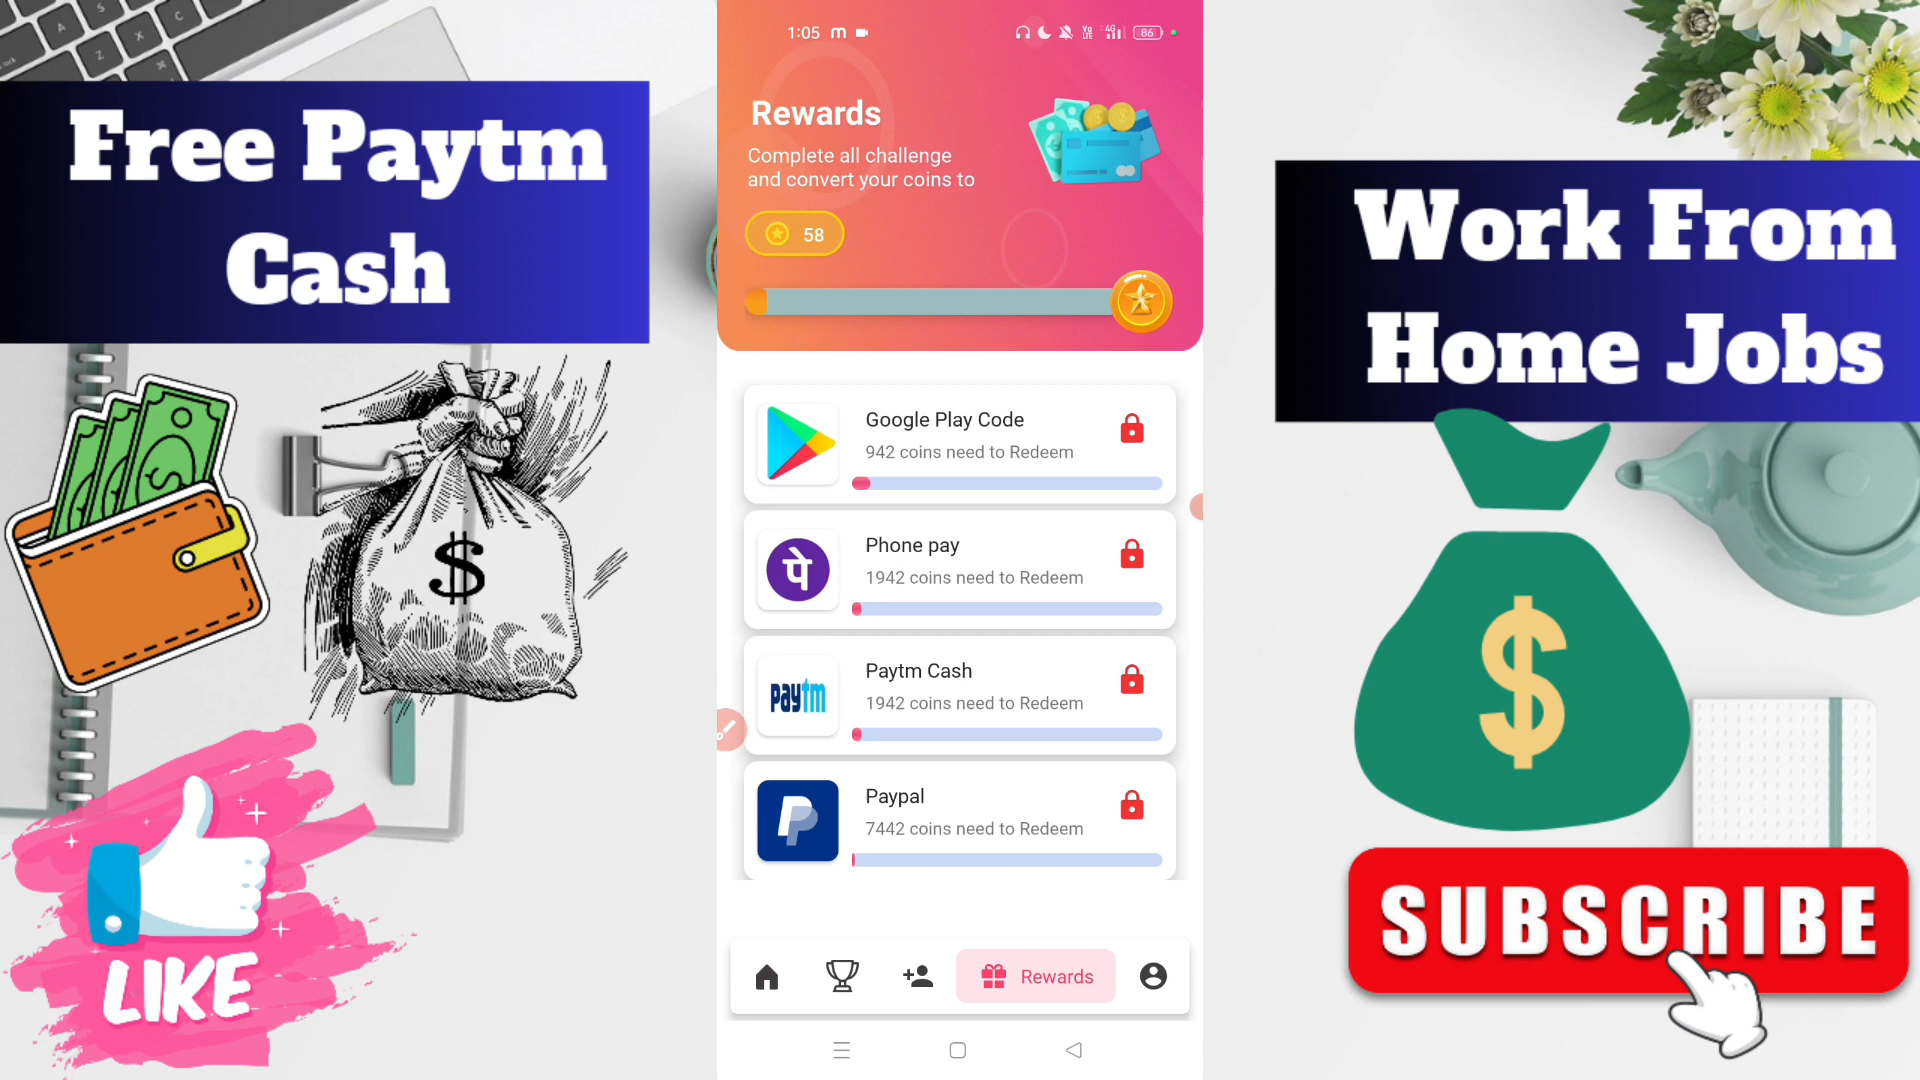 Free Paytm
Cash
1:05
86
Rewards
Complete all challenge
and convert your coins to
58
Google Play Code
942 coins need to Redeem
पे
Phone pay
1942 coins need to Redeem
paytm
Paytm Cash
1942 coins need to Redeem
Paypal
7442 coins need to Redeem
Rewards
Work From
Home Jobs
$
$
LIKE
SUBSCRIBE